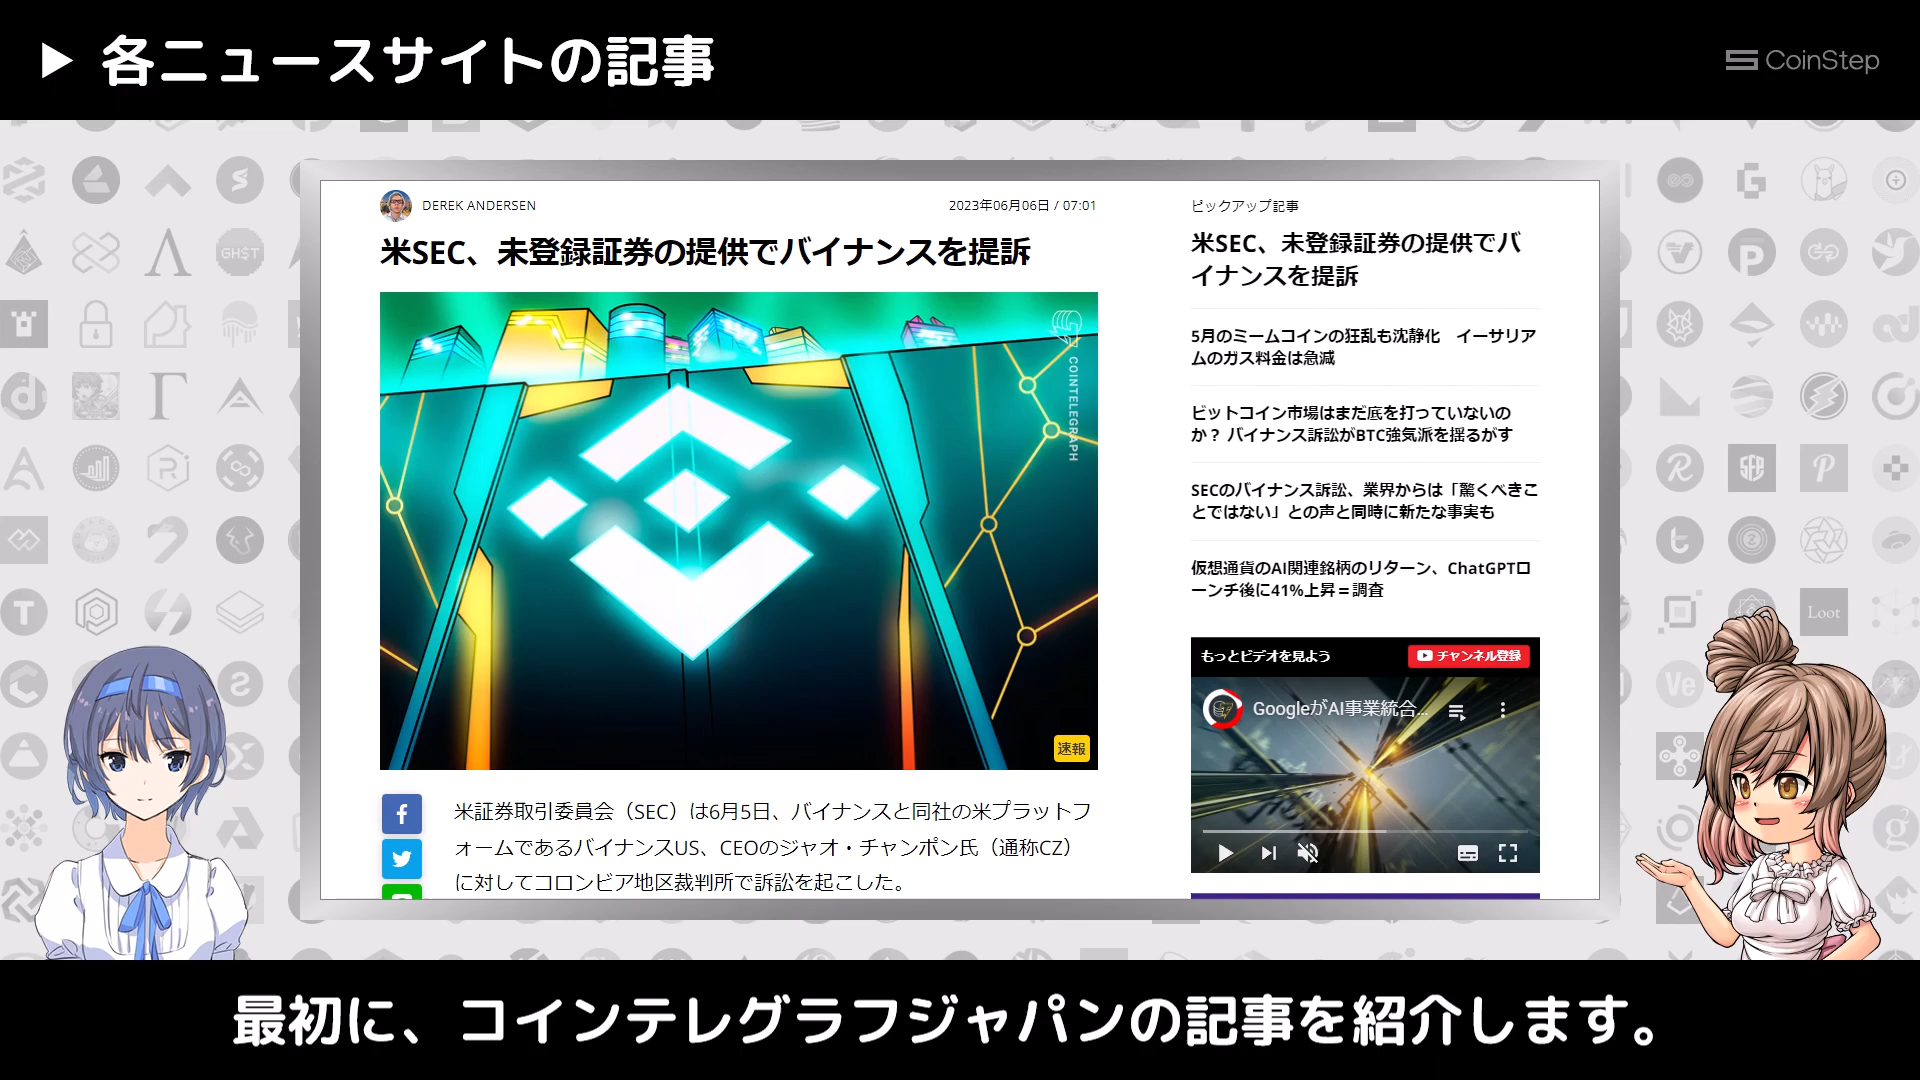 ▶ 各ニュースサイトの記事
CoinStep
DEREK ANDERSEN
2023年06月06日 / 07:01
米SEC、未登録証券の提供でバイナンスを提訴
COINTELEGRAPH
速報
米証券取引委員会（SEC）は6月5日、バイナンスと同社の米プラットフ
ォームであるバイナンスUS、CEOのジャオ・チャンポン氏（通称CZ）
に対してコロンビア地区裁判所で訴訟を起こした。
ピックアップ記事
米SEC、未登録証券の提供でバ
イナンスを提訴
5月のミームコインの狂乱も沈静化　イーサリア
ムのガス料金は急減
ビットコイン市場はまだ底を打っていないの
か？ バイナンス訴訟がBTC強気派を揺るがす
SECのバイナンス訴訟、業界からは「驚くべきこ
とではない」との声と同時に新たな事実も
仮想通貨のAI関連銘柄のリターン、ChatGPTロ
ーンチ後に41%上昇＝調査
もっとビデオを見よう
チャンネル登録
GoogleがAI事業統合...
GH$T
SFP
Loot
Ve
最初に、コインテレグラフジャパンの記事を紹介します。